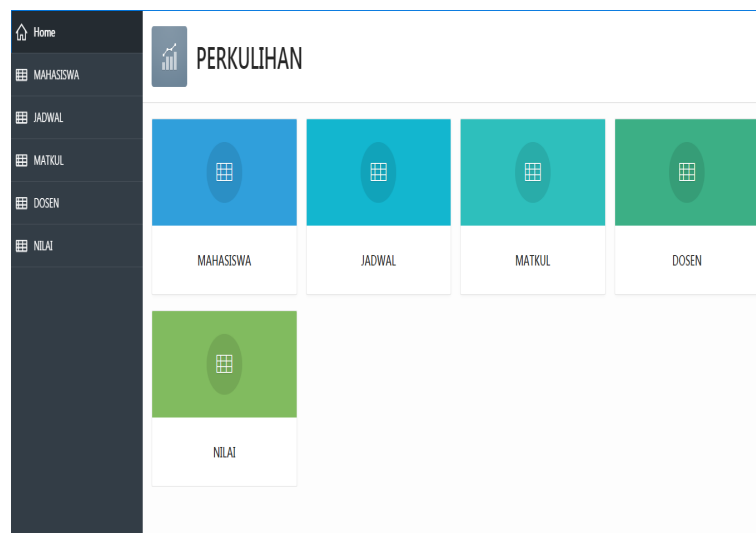 Home
MAHASISWA
JADWAL
MATKUL
DOSEN
NILAI
PERKULIHAN
MAHASISWA
JADWAL
MATKUL
DOSEN
NILAI